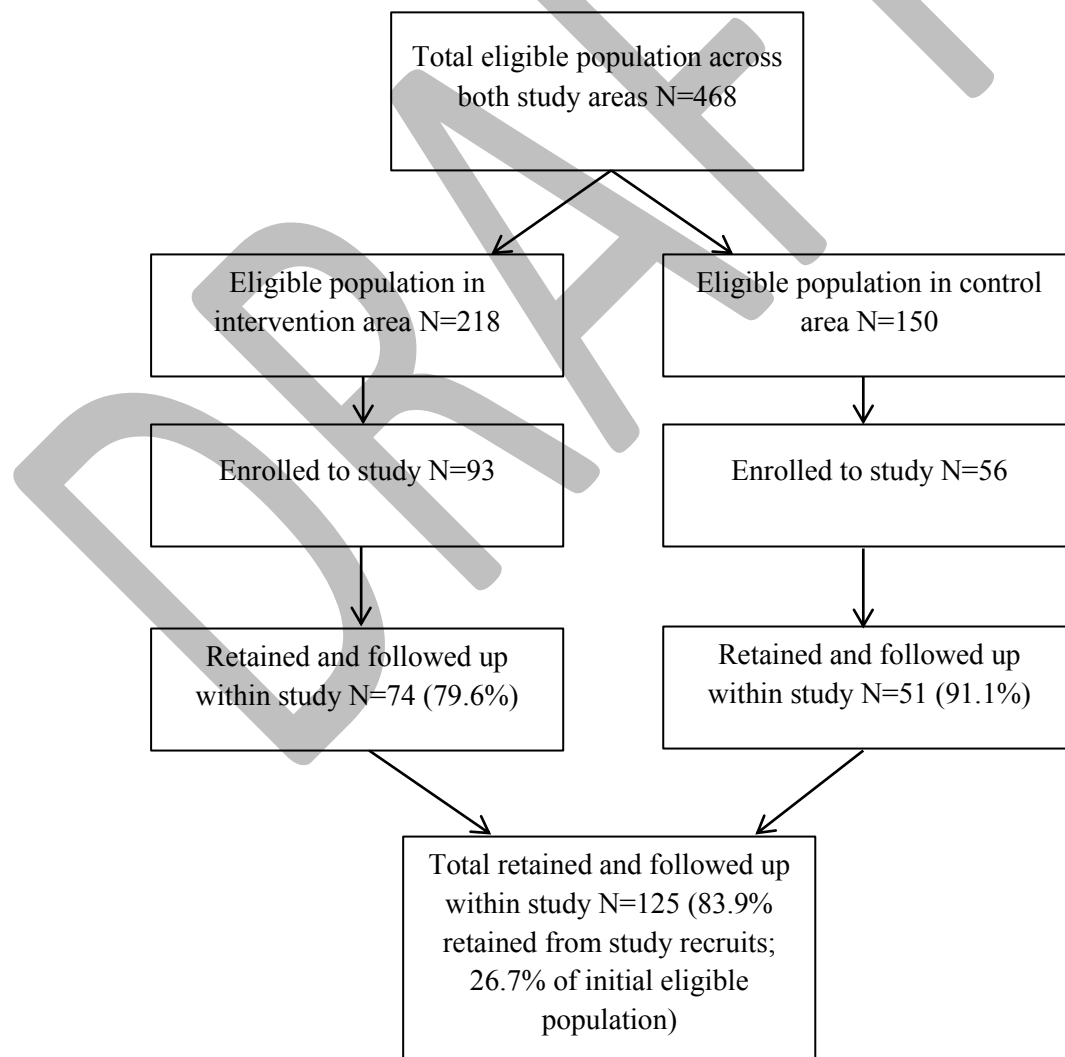 Total eligible population across
both study areas N=468
Eligible population in
intervention area N=218
Eligible population in control
area N=150
Enrolled to study N=93
Enrolled to study N=56
Retained and followed up
within study N=74 (79.6%)
Retained and followed up
within study N=51 (91.1%)
Total retained and followed up
within study N=125 (83.9%
retained from study recruits;
26.7% of initial eligible
population)
DRAFT